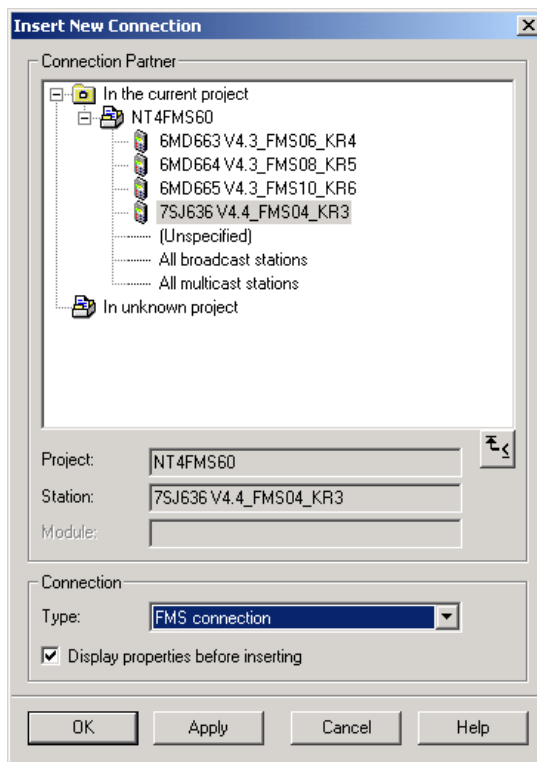 Insert New Connection
Connection Partner
In the current project
NT4FMS60
6MD663 V4.3_FMS06_KR4
6MD664 V4.3_FMS08_KR5
6MD665 V4.3_FMS10_KR6
7SJ636 V4.4_FMS04_KR3
(Unspecified)
All broadcast stations
All multicast stations
In unknown project
Project: NT4FMS60
Station: 7SJ636 V4.4_FMS04_KR3
Module:
Connection
Type: FMS connection
Display properties before inserting
OK Apply Cancel Help